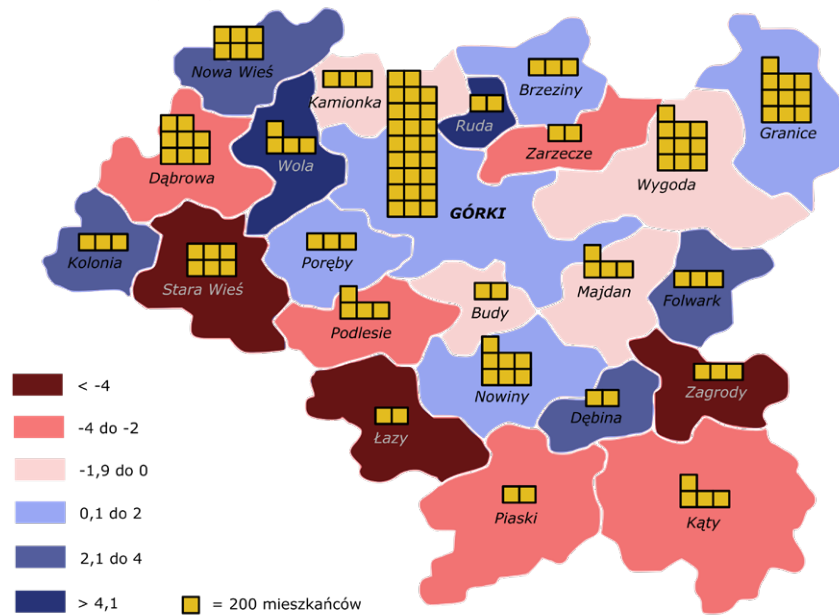 Nowa Wieś
Kamionka
Ruda
Brzeziny
Granice
Dąbrowa
Wola
Zarzecze
Wygoda
GÓRKI
Kolonia
Stara Wieś
Poręby
Podlesie
Budy
Majdan
Folwark
Nowiny
Dębina
Zagrody
Łazy
Piaski
Kąty
< -4
-4 do -2
-1,9 do 0
0,1 do 2
2,1 do 4
> 4,1
= 200 mieszkańców